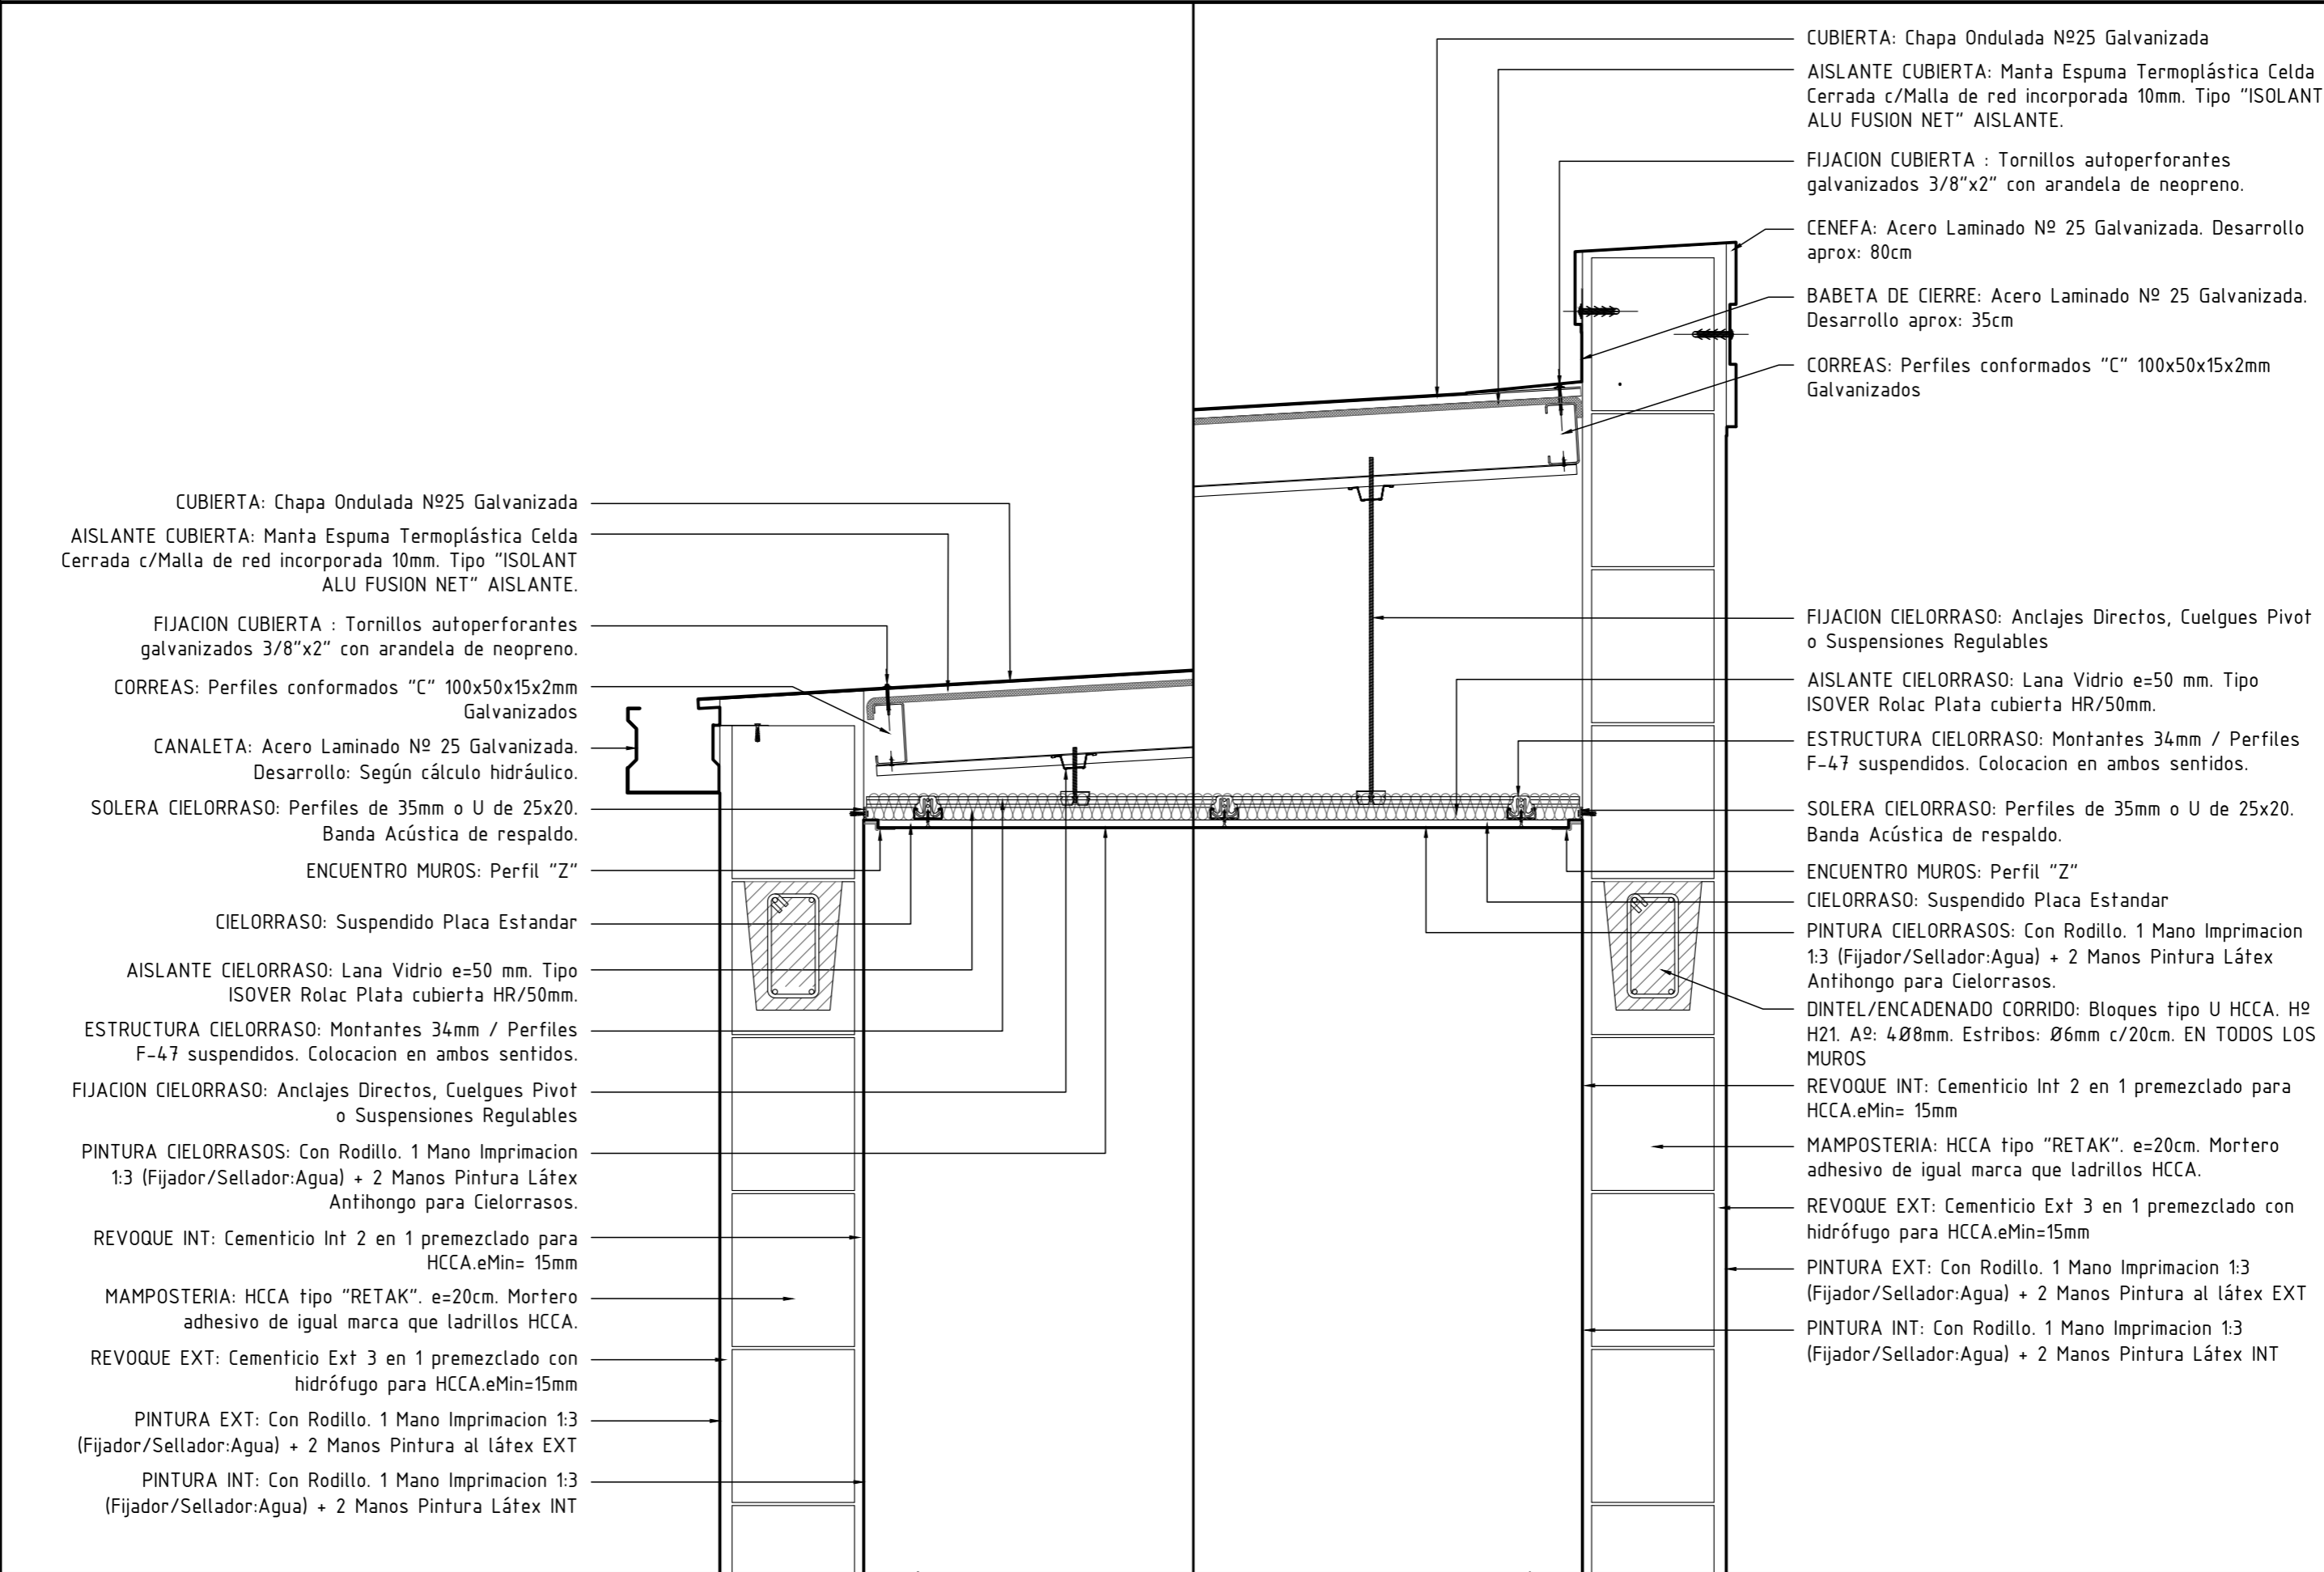 CUBIERTA: Chapa Ondulada Nº25 Galvanizada
AISLANTE CUBIERTA: Manta Espuma Termoplástica Celda
Cerrada c/Malla de red incorporada 10mm. Tipo "ISOLANT
ALU FUSION NET" AISLANTE.
FIJACION CUBIERTA : Tornillos autoperforantes
galvanizados 3/8"x2" con arandela de neopreno.
CORREAS: Perfiles conformados "C" 100x50x15x2mm
Galvanizados
CANALETA: Acero Laminado Nº 25 Galvanizada.
Desarrollo: Según cálculo hidráulico.
SOLERA CIELORRASO: Perfiles de 35mm o U de 25x20.
Banda Acústica de respaldo.
ENCUENTRO MUROS: Perfil "Z"
CIELORRASO: Suspendido Placa Estandar
AISLANTE CIELORRASO: Lana Vidrio e=50 mm. Tipo
ISOVER Rolac Plata cubierta HR/50mm.
ESTRUCTURA CIELORRASO: Montantes 34mm / Perfiles
F-47 suspendidos. Colocacion en ambos sentidos.
FIJACION CIELORRASO: Anclajes Directos, Cuelgues Pivot
o Suspensiones Regulables
PINTURA CIELORRASOS: Con Rodillo. 1 Mano Imprimacion
1:3 (Fijador/Sellador:Agua) + 2 Manos Pintura Látex
Antihongo para Cielorrasos.
REVOQUE INT: Cementicio Int 2 en 1 premezclado para
HCCA.eMin= 15mm
MAMPOSTERIA: HCCA tipo "RETAK". e=20cm. Mortero
adhesivo de igual marca que ladrillos HCCA.
REVOQUE EXT: Cementicio Ext 3 en 1 premezclado con
hidrófugo para HCCA.eMin=15mm
PINTURA EXT: Con Rodillo. 1 Mano Imprimacion 1:3
(Fijador/Sellador:Agua) + 2 Manos Pintura al látex EXT
PINTURA INT: Con Rodillo. 1 Mano Imprimacion 1:3
(Fijador/Sellador:Agua) + 2 Manos Pintura Látex INT
CUBIERTA: Chapa Ondulada Nº25 Galvanizada
AISLANTE CUBIERTA: Manta Espuma Termoplástica Celda
Cerrada c/Malla de red incorporada 10mm. Tipo "ISOLANT
ALU FUSION NET" AISLANTE.
FIJACION CUBIERTA : Tornillos autoperforantes
galvanizados 3/8"x2" con arandela de neopreno.
CENEFA: Acero Laminado Nº 25 Galvanizada. Desarrollo
aprox: 80cm
BABETA DE CIERRE: Acero Laminado Nº 25 Galvanizada.
Desarrollo aprox: 35cm
CORREAS: Perfiles conformados "C" 100x50x15x2mm
Galvanizados
FIJACION CIELORRASO: Anclajes Directos, Cuelgues Pivot
o Suspensiones Regulables
AISLANTE CIELORRASO: Lana Vidrio e=50 mm. Tipo
ISOVER Rolac Plata cubierta HR/50mm.
ESTRUCTURA CIELORRASO: Montantes 34mm / Perfiles
F-47 suspendidos. Colocacion en ambos sentidos.
SOLERA CIELORRASO: Perfiles de 35mm o U de 25x20.
Banda Acústica de respaldo.
ENCUENTRO MUROS: Perfil "Z"
CIELORRASO: Suspendido Placa Estandar
PINTURA CIELORRASOS: Con Rodillo. 1 Mano Imprimacion
1:3 (Fijador/Sellador:Agua) + 2 Manos Pintura Látex
Antihongo para Cielorrasos.
DINTEL/ENCADENADO CORRIDO: Bloques tipo U HCCA. Hº
H21. Aº: 4Ø8mm. Estribos: Ø6mm c/20cm. EN TODOS LOS
MUROS
REVOQUE INT: Cementicio Int 2 en 1 premezclado para
HCCA.eMin= 15mm
MAMPOSTERIA: HCCA tipo "RETAK". e=20cm. Mortero
adhesivo de igual marca que ladrillos HCCA.
REVOQUE EXT: Cementicio Ext 3 en 1 premezclado con
hidrófugo para HCCA.eMin=15mm
PINTURA EXT: Con Rodillo. 1 Mano Imprimacion 1:3
(Fijador/Sellador:Agua) + 2 Manos Pintura al látex EXT
PINTURA INT: Con Rodillo. 1 Mano Imprimacion 1:3
(Fijador/Sellador:Agua) + 2 Manos Pintura Látex INT